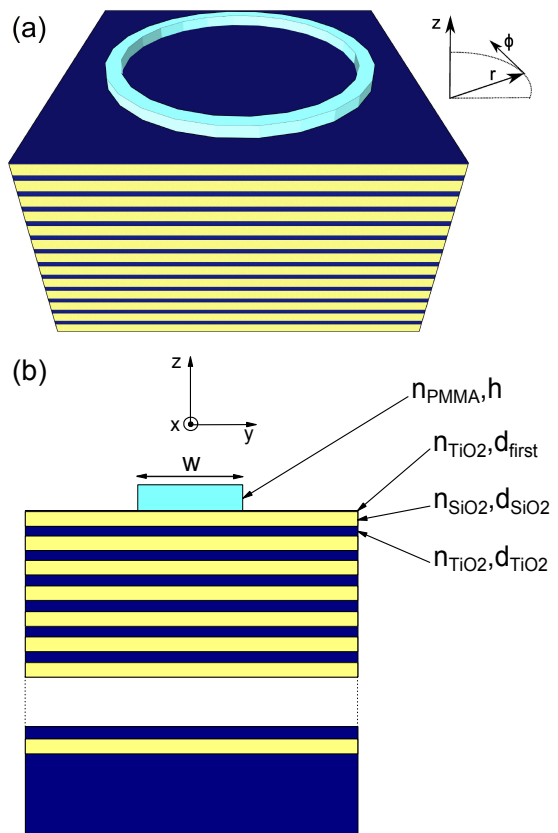 (a)
z
ϕ
r
(b)
z
x
y
w
n_PMMA,h
n_TiO2,d_first
n_SiO2,d_SiO2
n_TiO2,d_TiO2